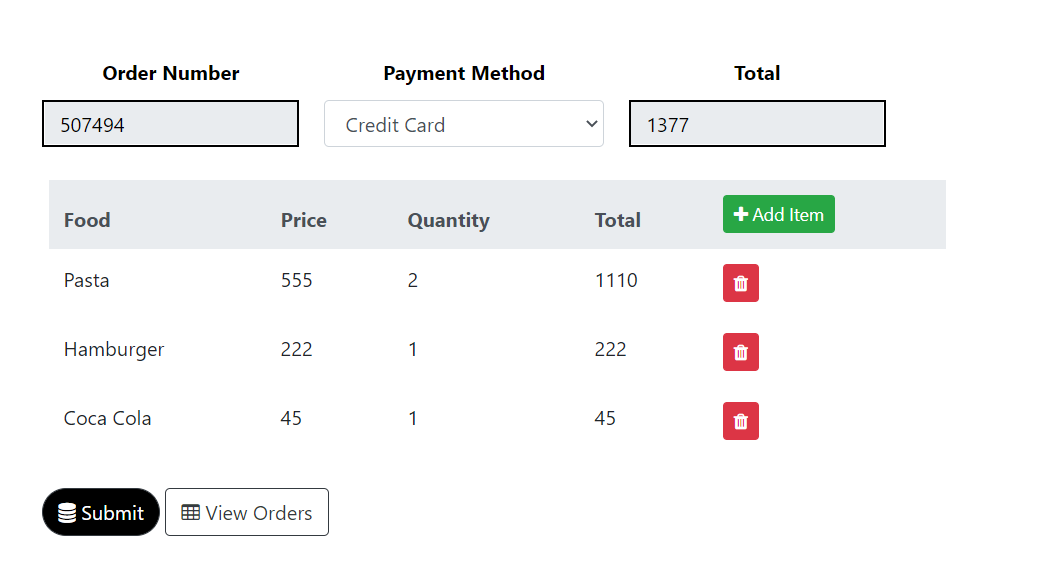 Order Number Payment Method Total
507494 Credit Card 1377
Food Price Quantity Total Add Item
Pasta 555 2 1110
Hamburger 222 1 222
Coca Cola 45 1 45
Submit View Orders